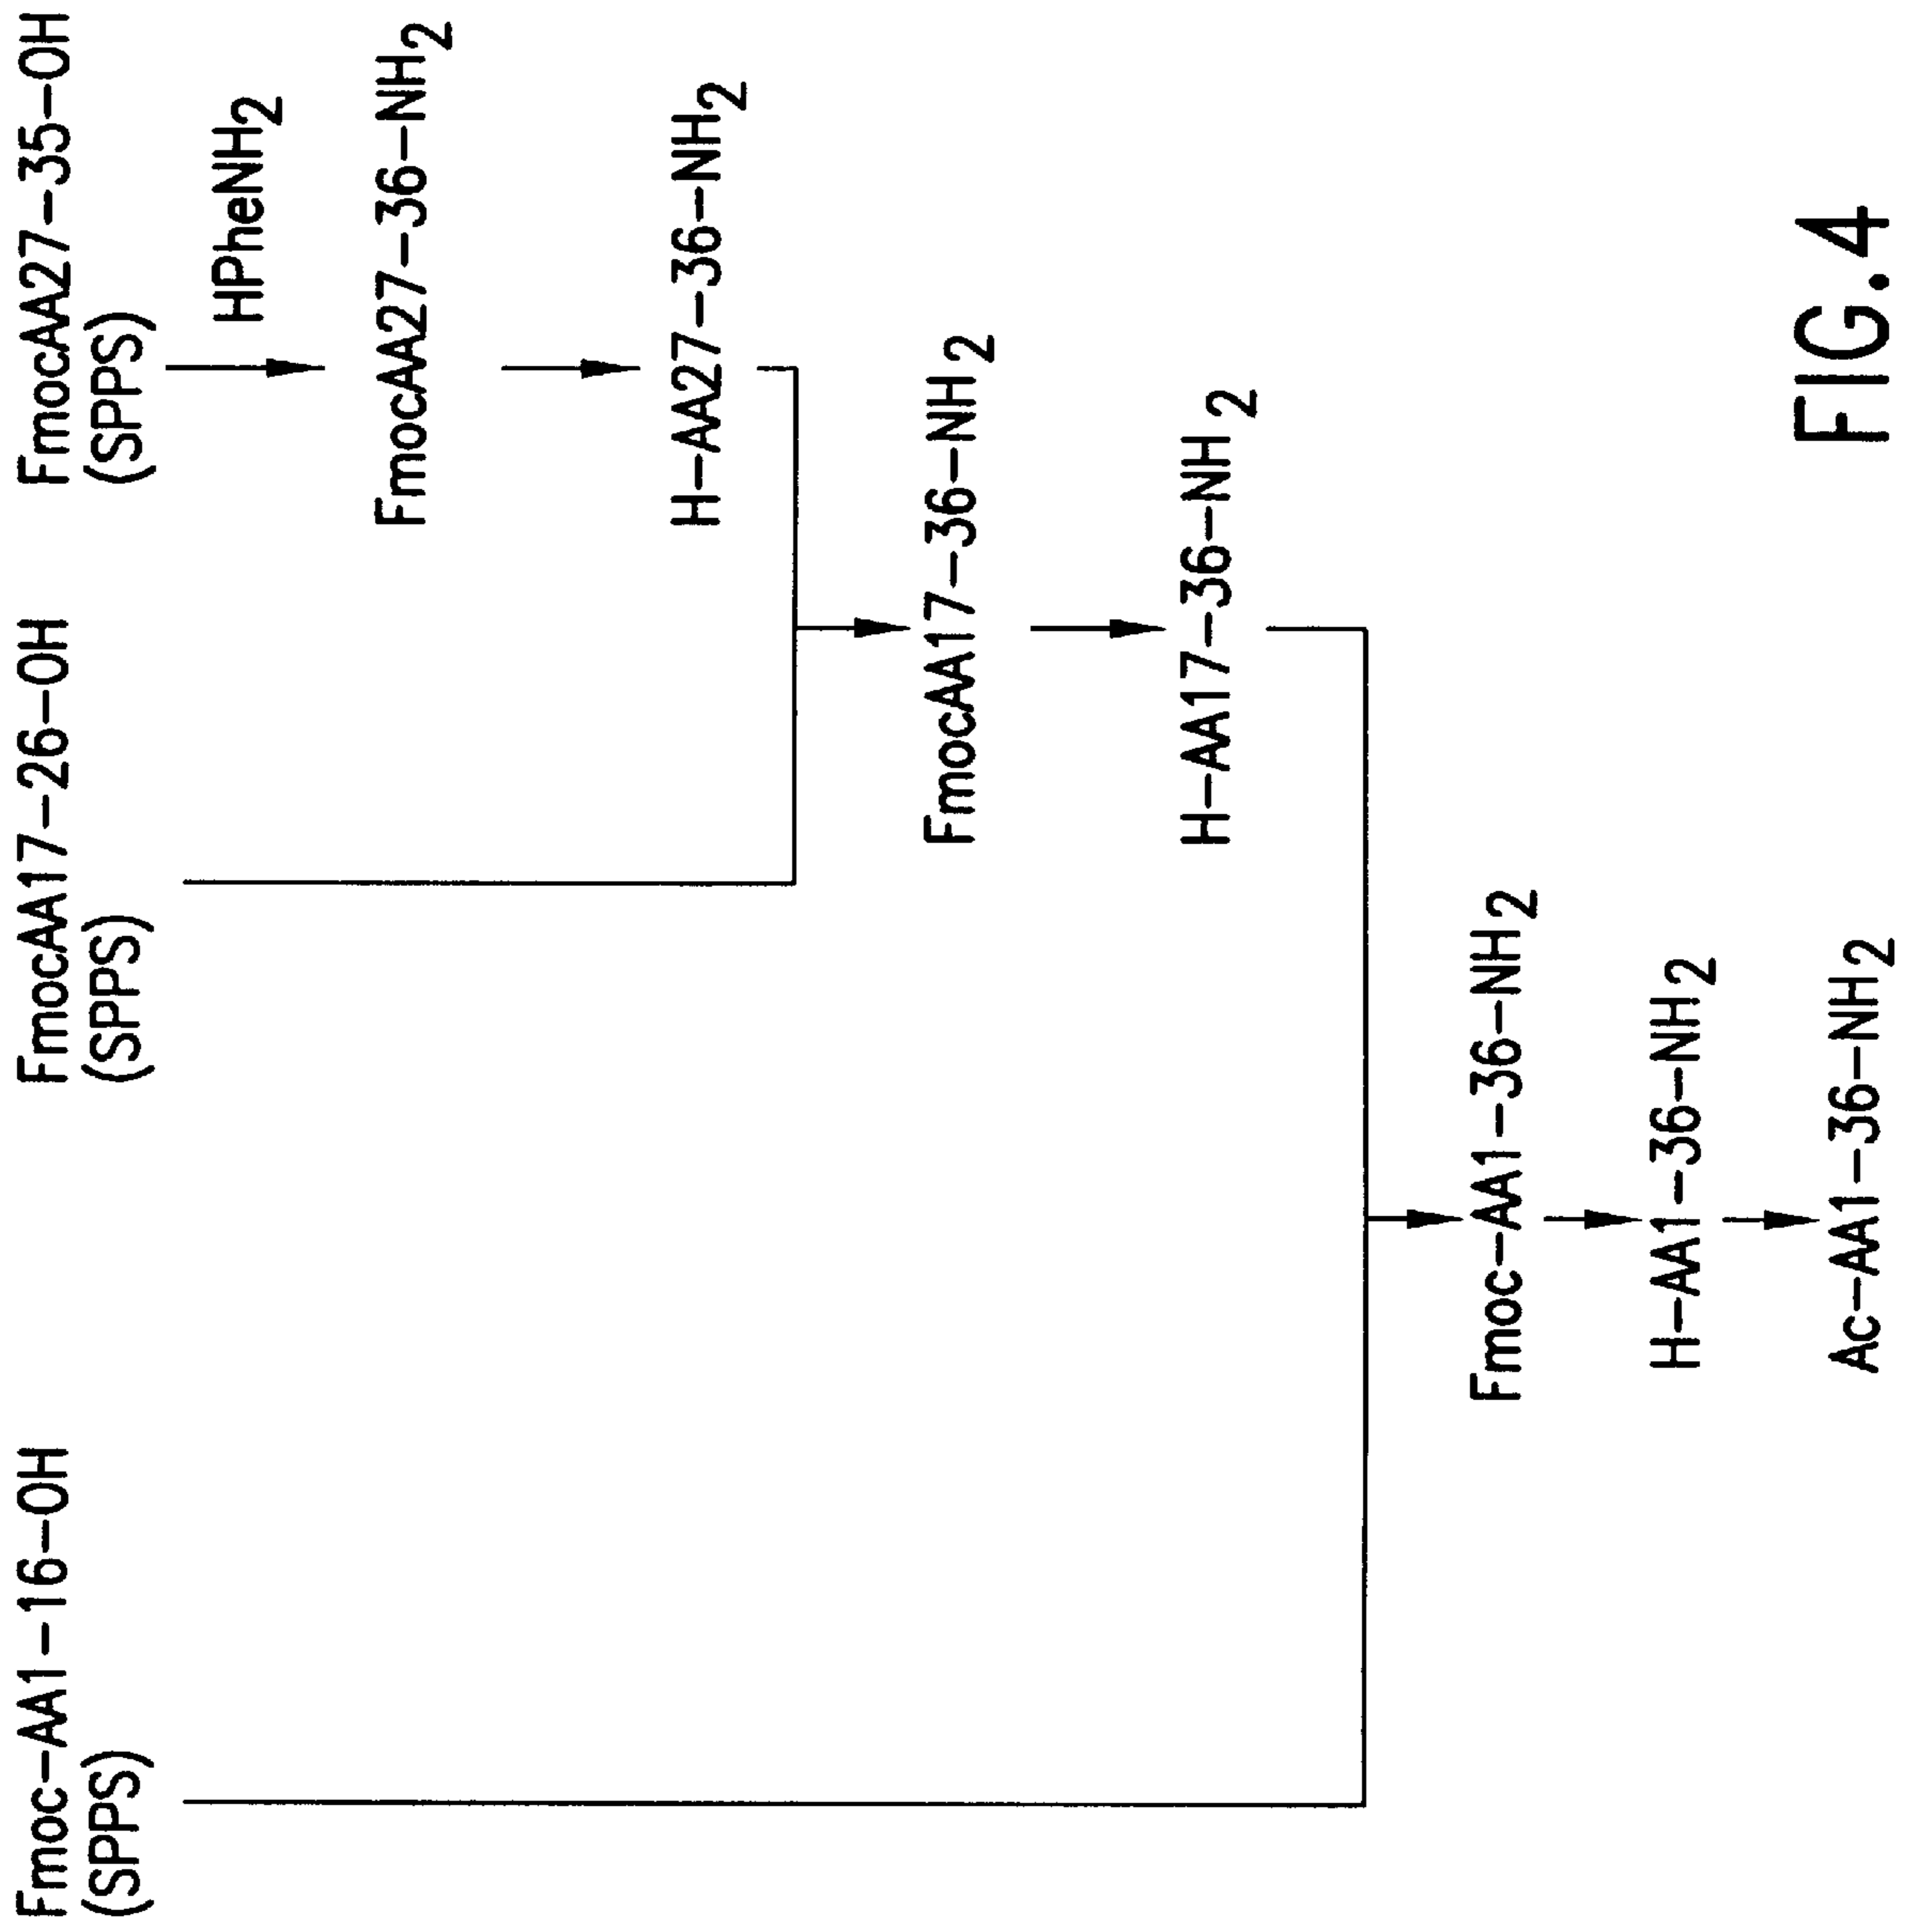 Fmoc-AA1-16-OH
(SPPS)
FmocAA17-26-OH
(SPPS)
FmocAA27-35-OH
(SPPS)
HPheNH2
FmocAA27-36-NH2
H-AA27-36-NH2
FmocAA17-36-NH2
H-AA17-36-NH2
Fmoc-AA1-36-NH2
H-AA1-36-NH2
Ac-AA1-36-NH2
FIG.4